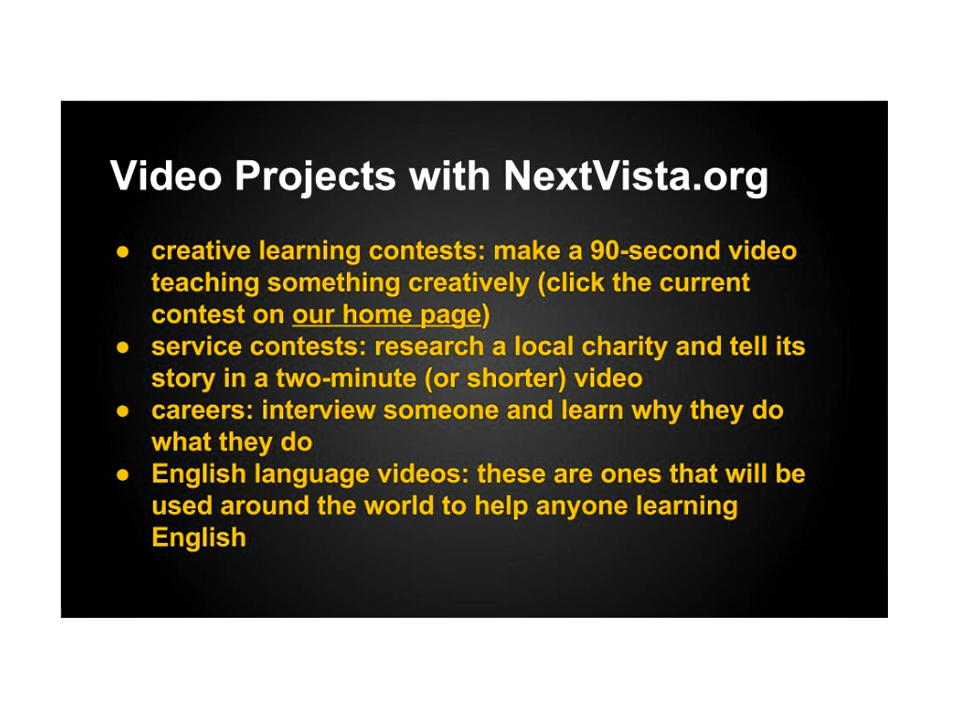 Video Projects with NextVista.org
● creative learning contests: make a 90-second video
teaching something creatively (click the current
contest on our home page)
● service contests: research a local charity and tell its
story in a two-minute (or shorter) video
● careers: interview someone and learn why they do
what they do
● English language videos: these are ones that will be
used around the world to help anyone learning
English